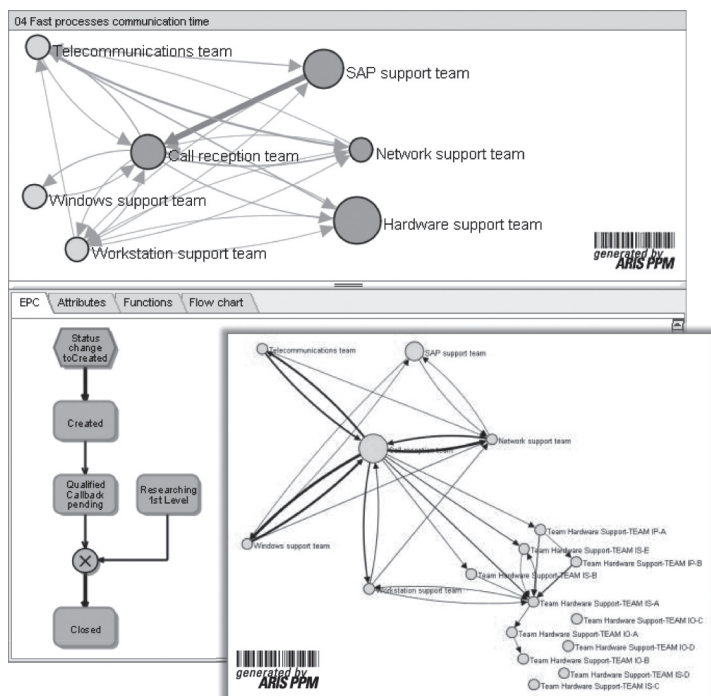 04 Fast processes communication time
Telecommunications team
SAP support team
Call reception team
Network support team
Windows support team
Hardware support team
Workstation support team
generated by
ARIS PPM
EPC
Attributes
Functions
Flow chart
Status
change
toCreated
Created
Qualified
Callback
pending
Researching
1st Level
Closed
Telecommunications team
SAP support team
Network support team
Call reception team
Team Hardware Support-TEAM IP-A
Windows support team
Team Hardware Support-TEAM IS-E
Team Hardware Support-TEAM IP-B
Team Hardware Support-TEAM IS-B
Workstation support team
Team Hardware Support-TEAM IS-A
Team Hardware Support-TEAM IO-C
Team Hardware Support-TEAM IO-A
Team Hardware Support-TEAM IO-D
Team Hardware Support-TEAM IO-B
Team Hardware Support-TEAM IS-D
Team Hardware Support-TEAM IS-C
generated by
ARIS PPM